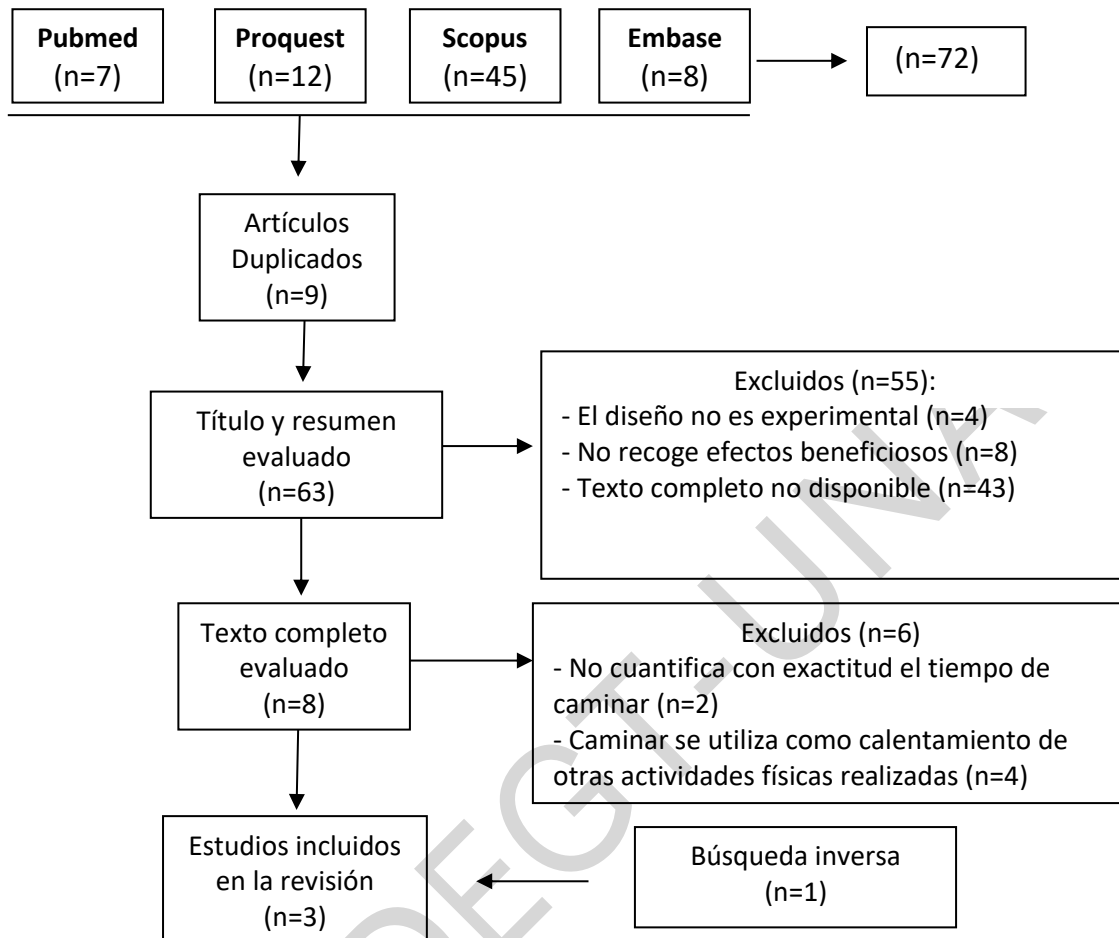 Pubmed
(n=7)
Proquest
(n=12)
Scopus
(n=45)
Embase
(n=8)
(n=72)
Artículos
Duplicados
(n=9)
Título y resumen
evaluado
(n=63)
Excluidos (n=55):
- El diseño no es experimental (n=4)
- No recoge efectos beneficiosos (n=8)
- Texto completo no disponible (n=43)
Texto completo
evaluado
(n=8)
Excluidos (n=6)
- No cuantifica con exactitud el tiempo de
caminar (n=2)
- Caminar se utiliza como calentamiento de
otras actividades físicas realizadas (n=4)
Estudios incluidos
en la revisión
(n=3)
Búsqueda inversa
(n=1)